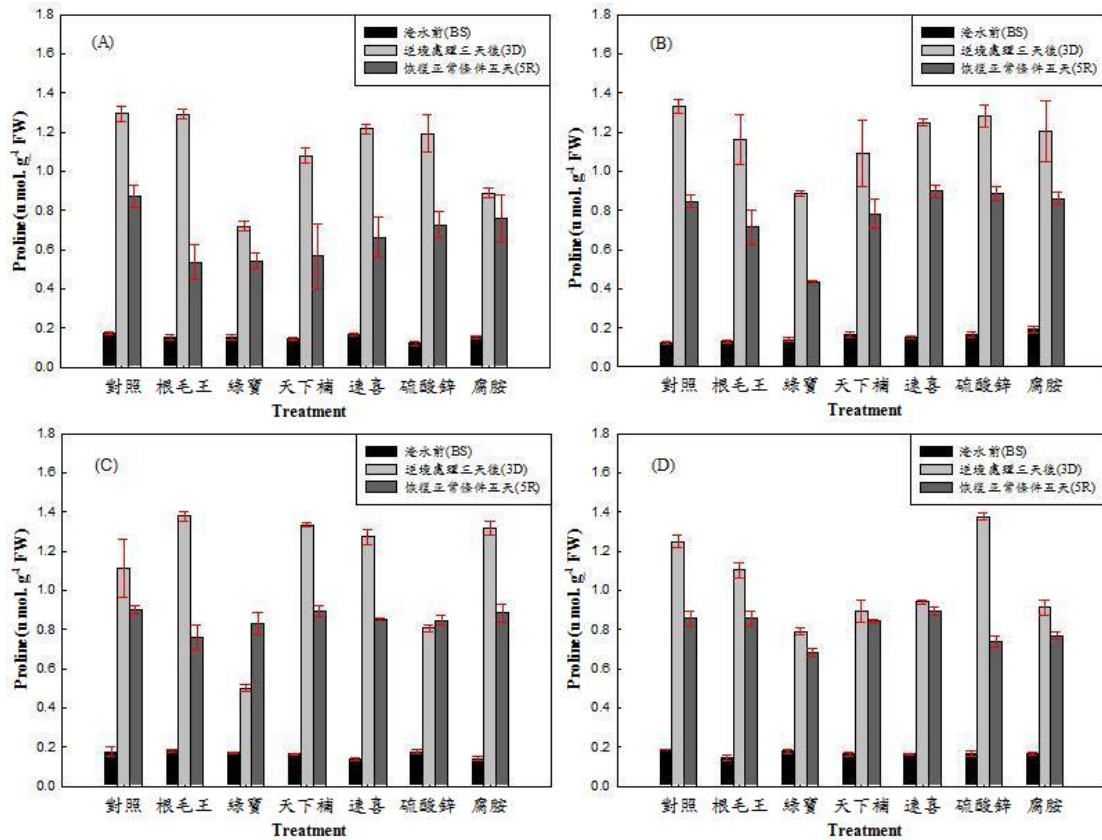 (A)
淹水前(BS)
逆境處理三天後(3D)
恢復正常條件五天(5R)
Proline(u mol. g⁻¹ FW)
1.8
1.6
1.4
1.2
1.0
0.8
0.6
0.4
0.2
0.0
對照 根毛王 綠寶 天下補 速喜 硫酸鋅 腐胺
Treatment
(B)
淹水前(BS)
逆境處理三天後(3D)
恢復正常條件五天(5R)
Proline(u mol. g⁻¹ FW)
1.8
1.6
1.4
1.2
1.0
0.8
0.6
0.4
0.2
0.0
對照 根毛王 綠寶 天下補 速喜 硫酸鋅 腐胺
Treatment
(C)
淹水前(BS)
逆境處理三天後(3D)
恢復正常條件五天(5R)
Proline(u mol. g⁻¹ FW)
1.8
1.6
1.4
1.2
1.0
0.8
0.6
0.4
0.2
0.0
對照 根毛王 綠寶 天下補 速喜 硫酸鋅 腐胺
Treatment
(D)
淹水前(BS)
逆境處理三天後(3D)
恢復正常條件五天(5R)
Proline(u mol. g⁻¹ FW)
1.8
1.6
1.4
1.2
1.0
0.8
0.6
0.4
0.2
0.0
對照 根毛王 綠寶 天下補 速喜 硫酸鋅 腐胺
Treatment